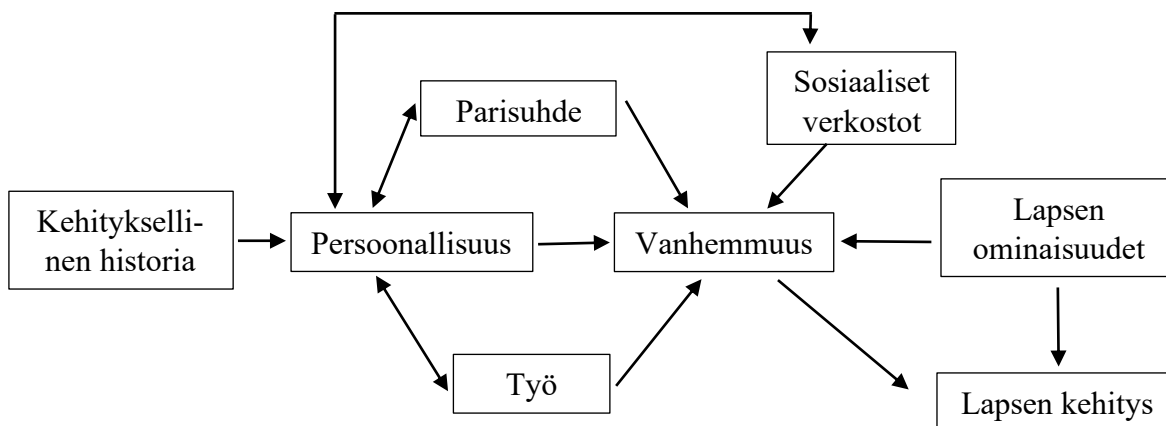 Sosiaaliset
verkostot
Parisuhde
Kehitykselli-
nen historia
Persoonallisuus
Vanhemmuus
Lapsen
ominaisuudet
Työ
Lapsen kehitys